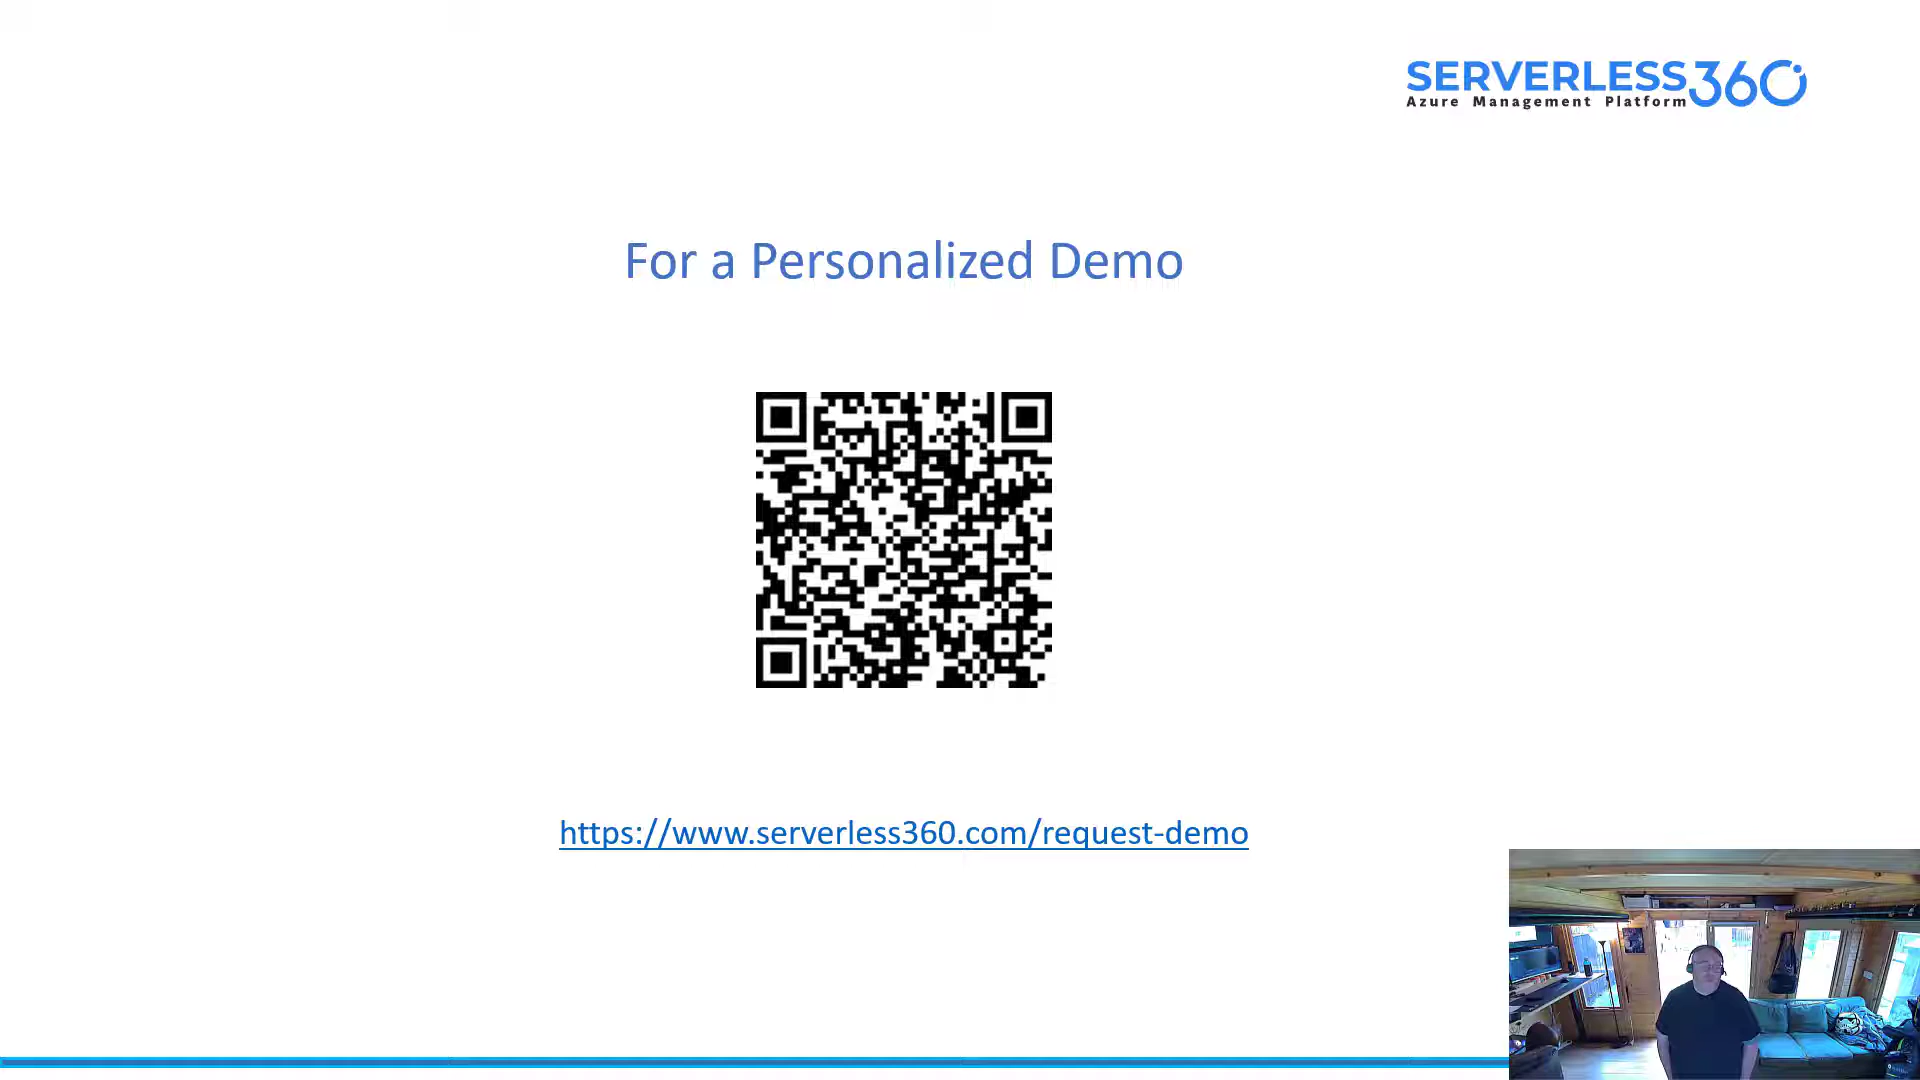 SERVERLESS360
Azure Management Platform
For a Personalized Demo
https://www.serverless360.com/request-demo